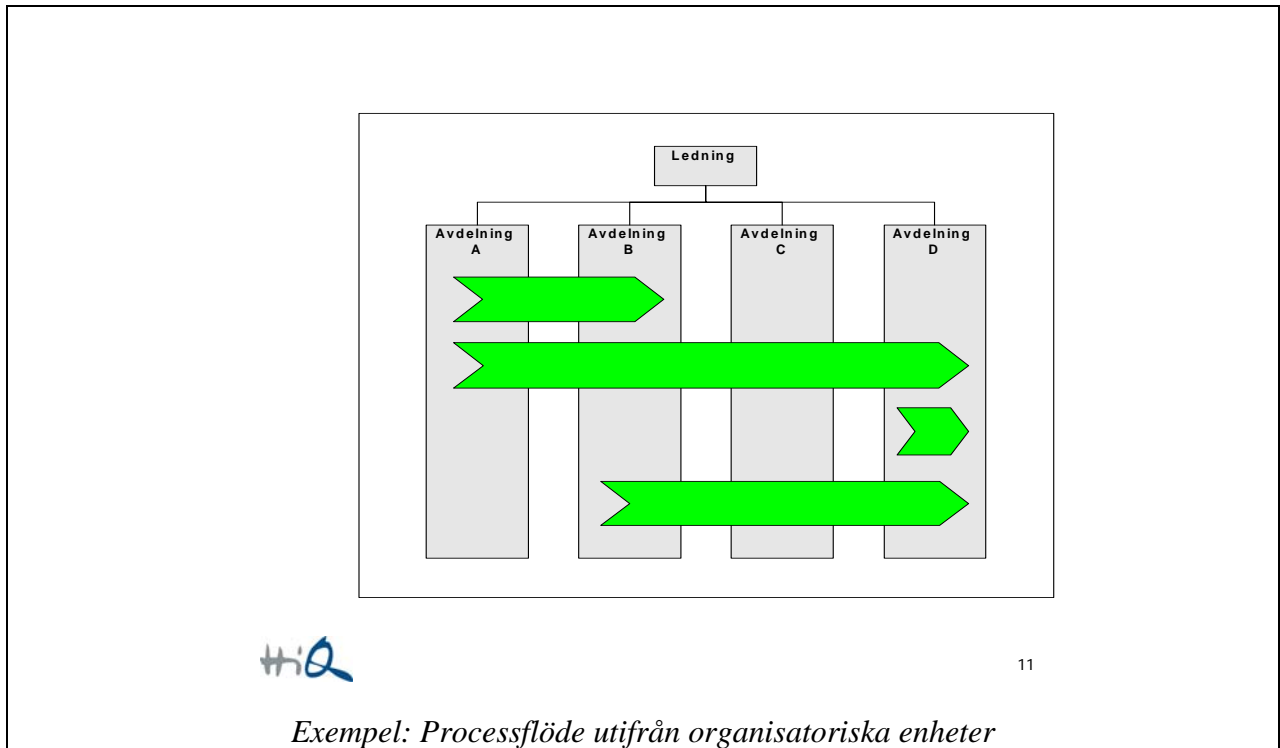 Ledning
Avdelning Avdelning Avdelning Avdelning
A B C D
HiQ
11
Exempel: Processflöde utifrån organisatoriska enheter